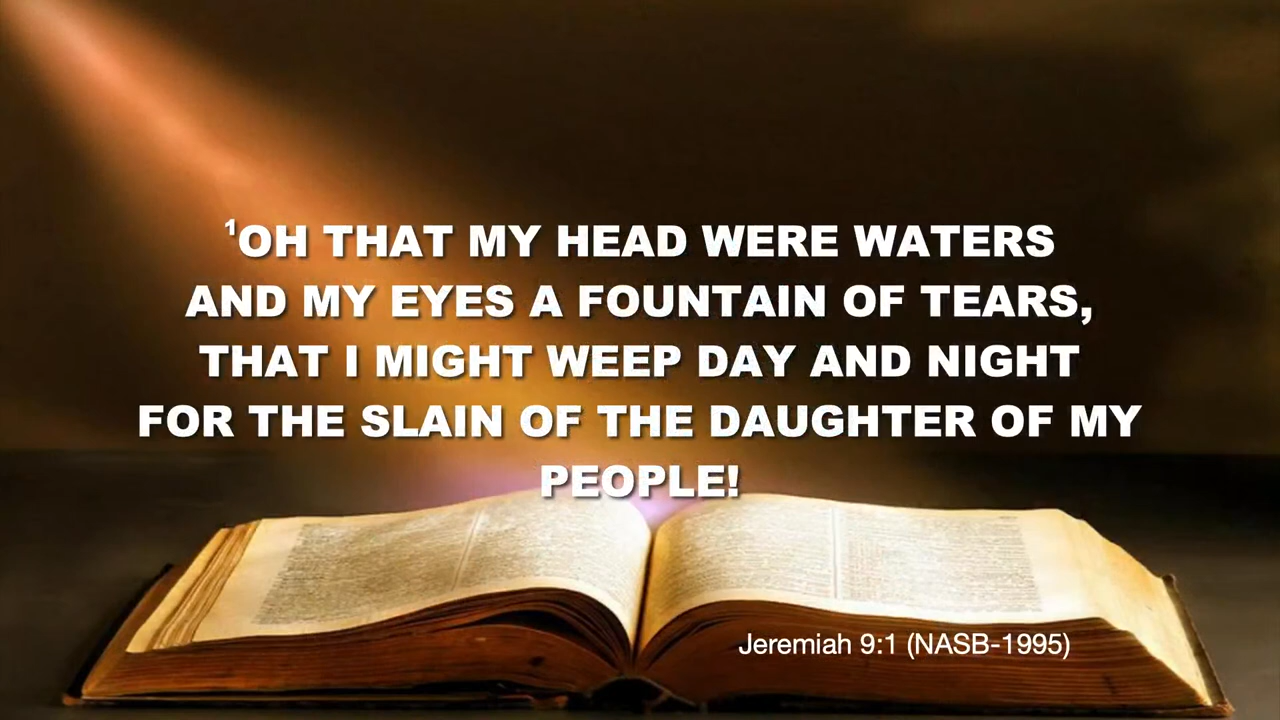 ¹OH THAT MY HEAD WERE WATERS
AND MY EYES A FOUNTAIN OF TEARS,
THAT I MIGHT WEEP DAY AND NIGHT
FOR THE SLAIN OF THE DAUGHTER OF MY
PEOPLE!
Jeremiah 9:1 (NASB-1995)